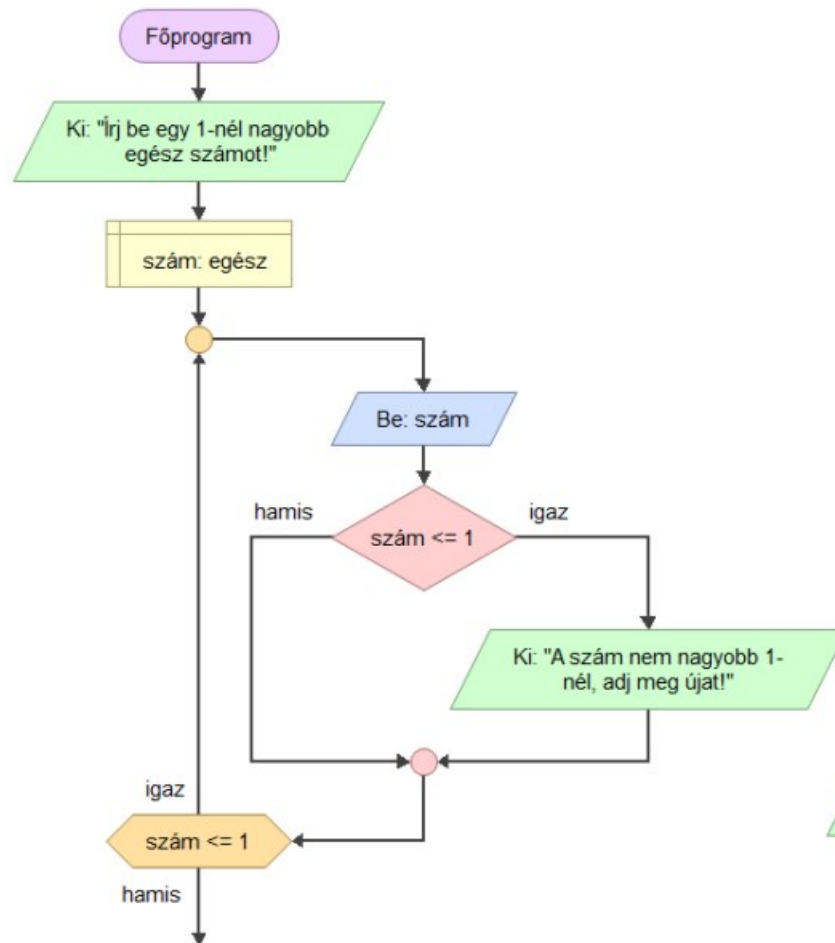 Főprogram
Ki: "Írj be egy 1-nél nagyobb
egész számot!"
szám: egész
Be: szám
hamis
igaz
szám <= 1
Ki: "A szám nem nagyobb 1-
nél, adj meg újat!"
igaz
szám <= 1
hamis